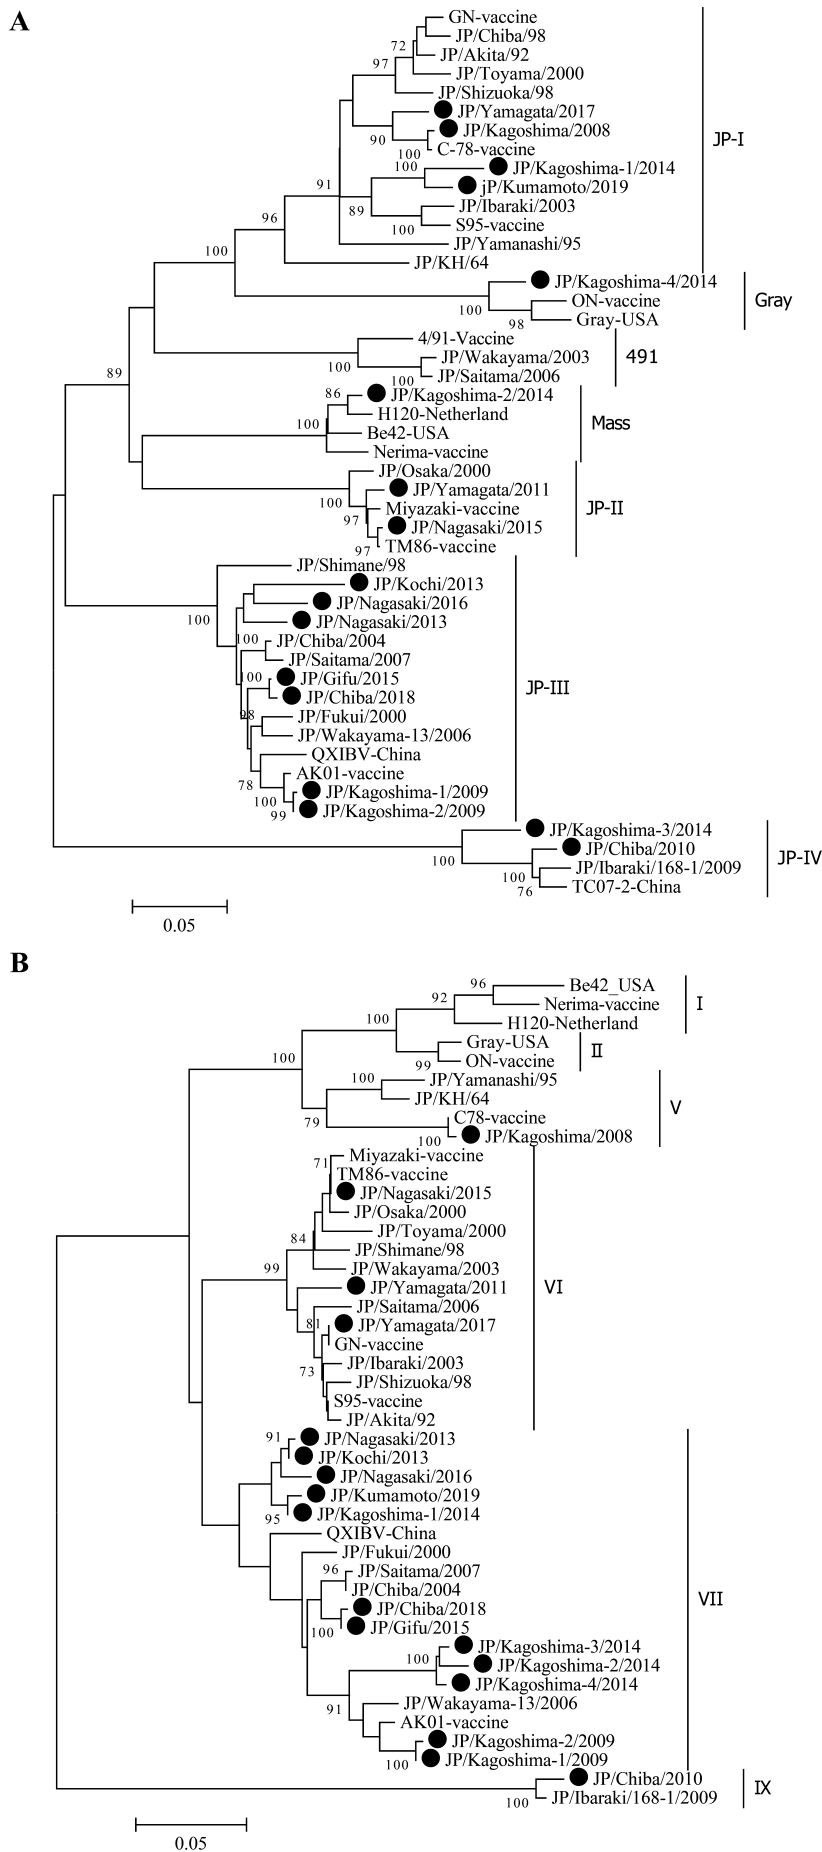 A
GN-vaccine
JP/Chiba/98
72
JP/Akita/92
97
JP/Toyama/2000
JP/Shizuoka/98
JP/Yamagata/2017
90
JP/Kagoshima/2008
100
C-78-vaccine
JP-I
100
JP/Kagoshima-1/2014
91
jP/Kumamoto/2019
89
JP/Ibaraki/2003
100
S95-vaccine
96
JP/Yamanashi/95
100
JP/KH/64
JP/Kagoshima-4/2014
100
ON-vaccine
Gray
98
Gray-USA
4/91-Vaccine
100
JP/Wakayama/2003
491
100
JP/Saitama/2006
89
86
JP/Kagoshima-2/2014
H120-Netherland
100
Be42-USA
Mass
Nerima-vaccine
JP/Osaka/2000
100
JP/Yamagata/2011
97
Miyazaki-vaccine
JP-II
JP/Nagasaki/2015
97
TM86-vaccine
JP/Shimane/98
JP/Kochi/2013
100
JP/Nagasaki/2016
JP/Nagasaki/2013
100
JP/Chiba/2004
JP/Saitama/2007
100
JP/Gifu/2015
JP/Chiba/2018
JP-III
98
JP/Fukui/2000
JP/Wakayama-13/2006
QXIBV-China
78
AK01-vaccine
100
JP/Kagoshima-1/2009
99
JP/Kagoshima-2/2009
JP/Kagoshima-3/2014
100
JP/Chiba/2010
100
JP/Ibaraki/168-1/2009
JP-IV
76
TC07-2-China
0.05
B
96
Be42_USA
92
Nerima-vaccine
I
100
H120-Netherland
Gray-USA
II
99
ON-vaccine
100
100
JP/Yamanashi/95
JP/KH/64
V
79
C78-vaccine
100
JP/Kagoshima/2008
71
Miyazaki-vaccine
TM86-vaccine
JP/Nagasaki/2015
JP/Osaka/2000
JP/Toyama/2000
84
JP/Shimane/98
99
JP/Wakayama/2003
JP/Yamagata/2011
VI
JP/Saitama/2006
81
JP/Yamagata/2017
GN-vaccine
73
JP/Ibaraki/2003
JP/Shizuoka/98
S95-vaccine
JP/Akita/92
91
JP/Nagasaki/2013
JP/Kochi/2013
JP/Nagasaki/2016
JP/Kumamoto/2019
95
JP/Kagoshima-1/2014
QXIBV-China
JP/Fukui/2000
96
JP/Saitama/2007
JP/Chiba/2004
VII
JP/Chiba/2018
100
JP/Gifu/2015
100
JP/Kagoshima-3/2014
JP/Kagoshima-2/2014
JP/Kagoshima-4/2014
91
JP/Wakayama-13/2006
AK01-vaccine
JP/Kagoshima-2/2009
100
JP/Kagoshima-1/2009
JP/Chiba/2010
IX
100
JP/Ibaraki/168-1/2009
0.05